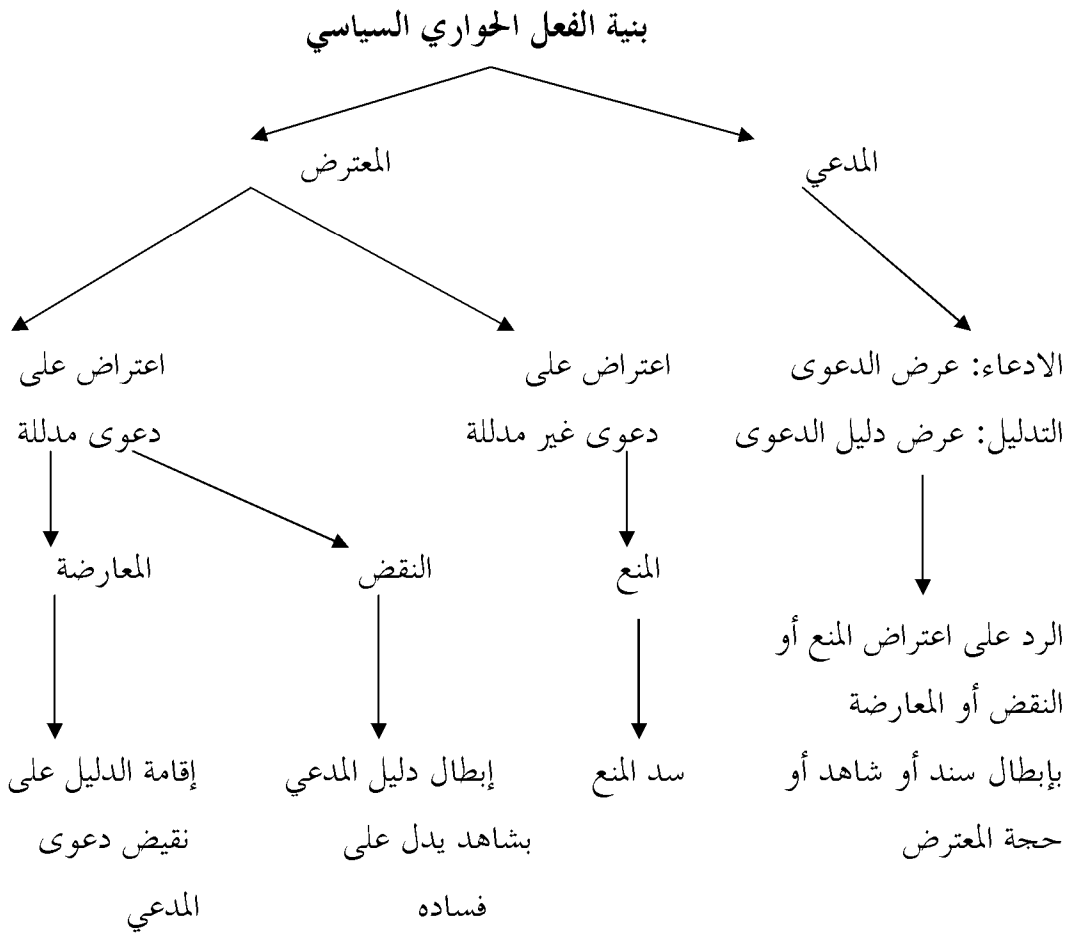 بنية الفعل الحواري السياسي
المدعي
المعترض
الادعاء: عرض الدعوى
التدليل: عرض دليل الدعوى
اعتراض على
دعوى غير مدللة
اعتراض على
دعوى مدللة
المنع
النقض
المعارضة
الرد على اعتراض المنع أو
النقض أو المعارضة
بإبطال سند أو شاهد أو
حجة المعترض
سد المنع
إبطال دليل المدعي
بشاهد يدل على
فساده
إقامة الدليل على
نقيض دعوى
المدعي